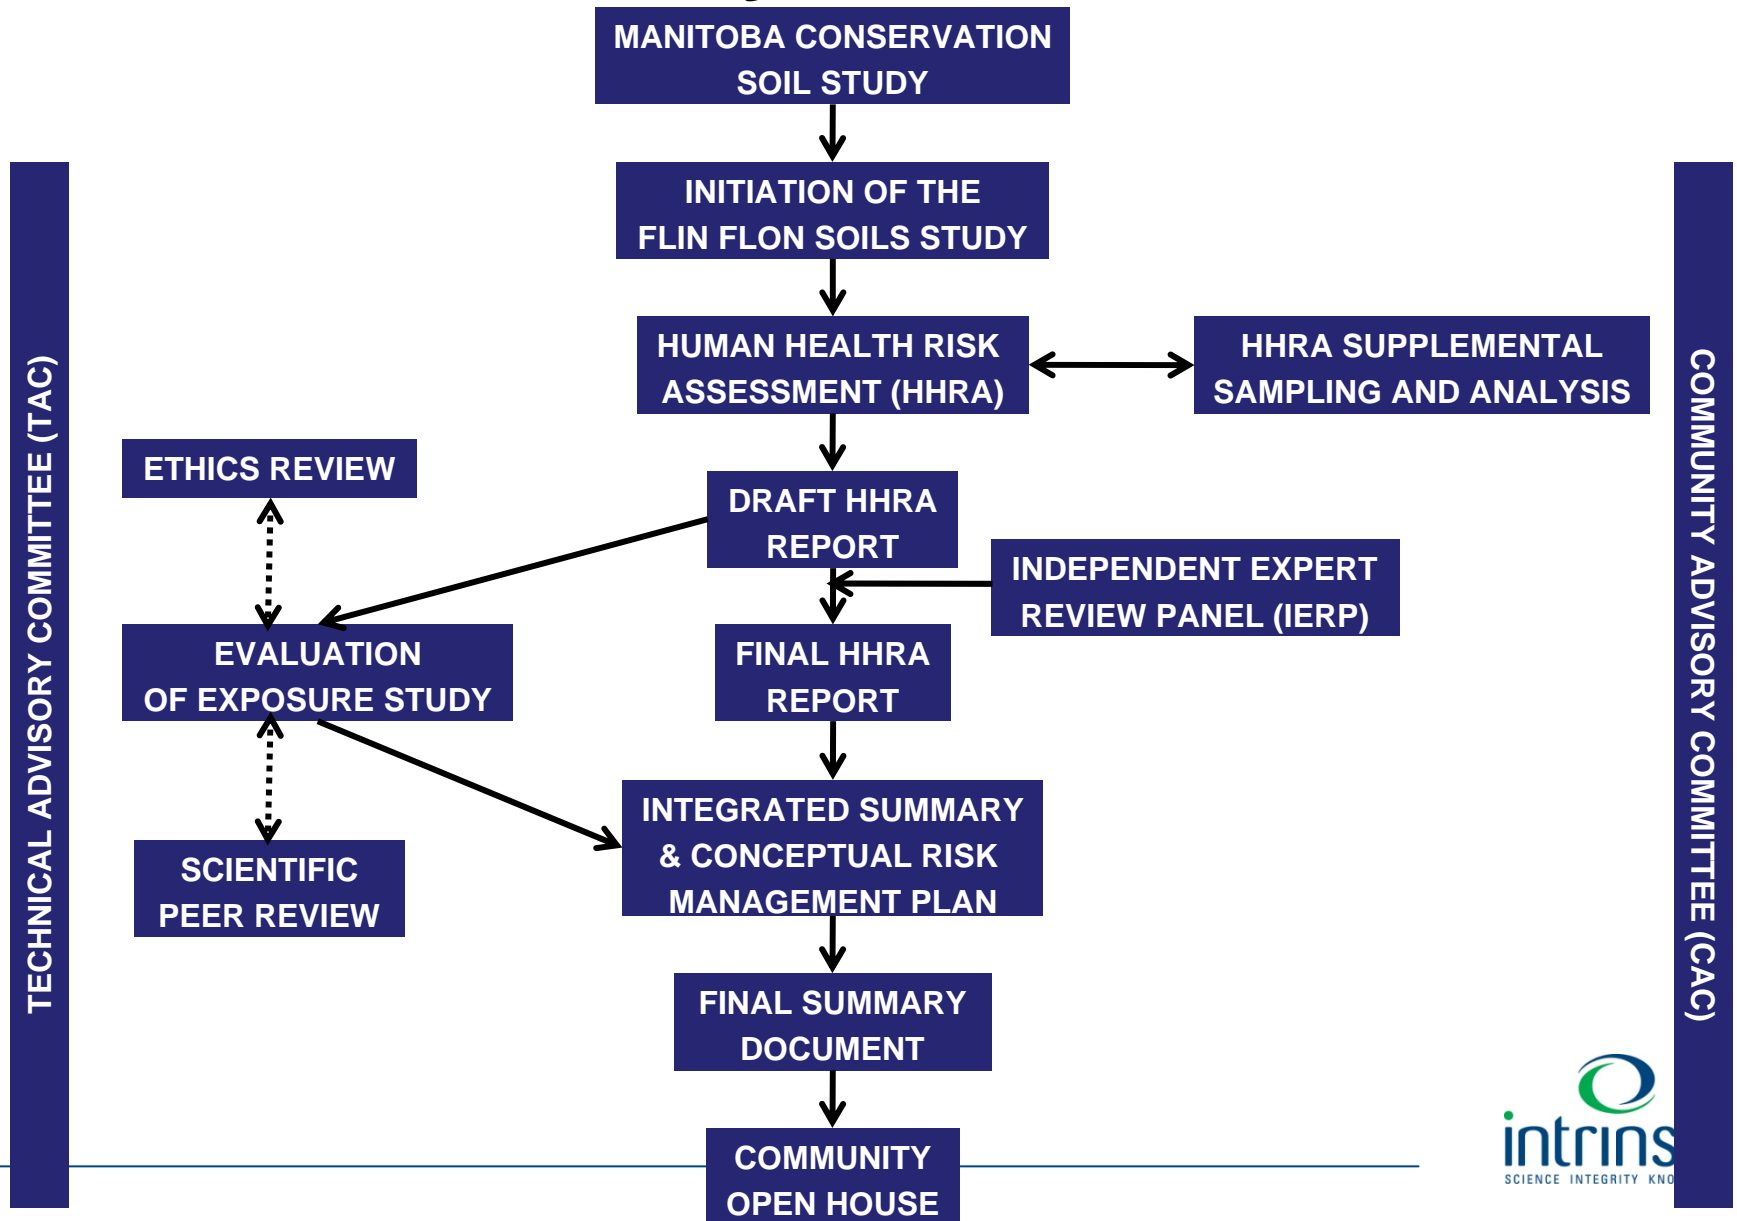 MANITOBA CONSERVATION
SOIL STUDY
INITIATION OF THE
FLIN FLON SOILS STUDY
HUMAN HEALTH RISK
ASSESSMENT (HHRA)
HHRA SUPPLEMENTAL
SAMPLING AND ANALYSIS
ETHICS REVIEW
DRAFT HHRA
REPORT
INDEPENDENT EXPERT
REVIEW PANEL (IERP)
EVALUATION
OF EXPOSURE STUDY
FINAL HHRA
REPORT
SCIENTIFIC
PEER REVIEW
INTEGRATED SUMMARY
& CONCEPTUAL RISK
MANAGEMENT PLAN
FINAL SUMMARY
DOCUMENT
COMMUNITY
OPEN HOUSE
TECHNICAL ADVISORY COMMITTEE (TAC)
COMMUNITY ADVISORY COMMITTEE (CAC)
intrins
SCIENCE INTEGRITY KNO